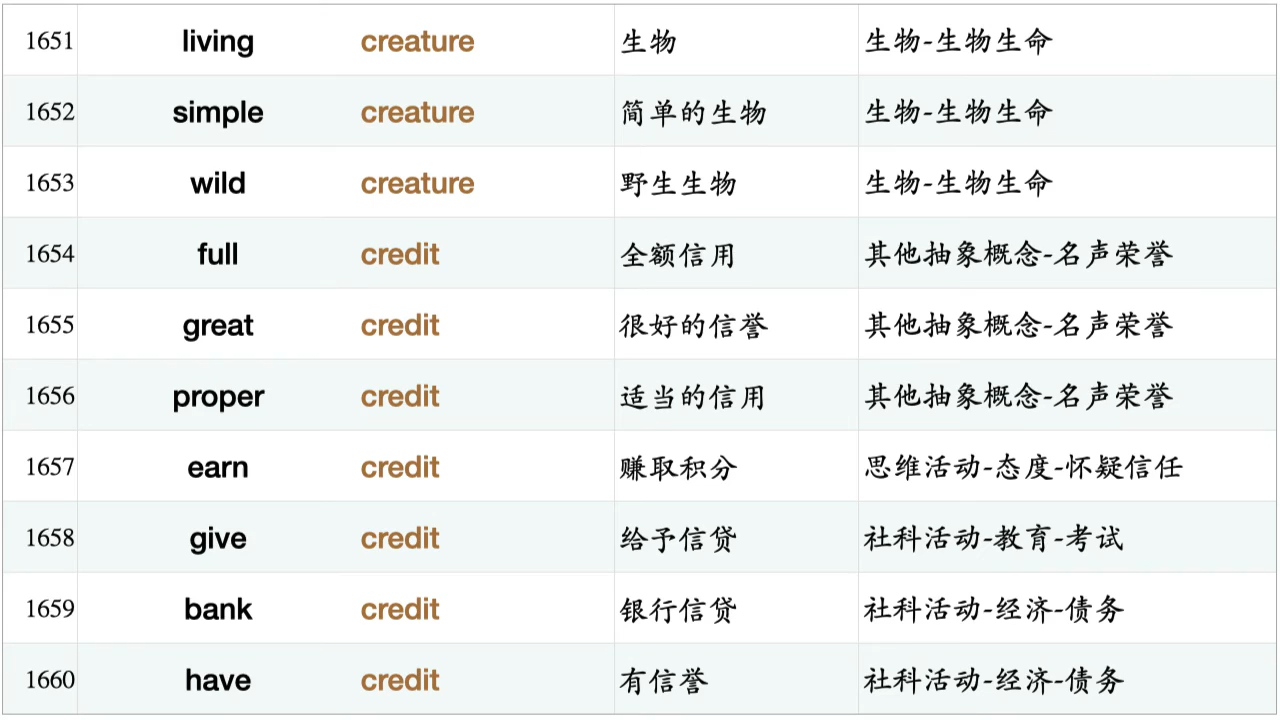 1651 living creature 生物 生物-生物生命
1652 simple creature 简单的生物 生物-生物生命
1653 wild creature 野生生物 生物-生物生命
1654 full credit 全额信用 其他抽象概念-名声荣誉
1655 great credit 很好的信誉 其他抽象概念-名声荣誉
1656 proper credit 适当的信用 其他抽象概念-名声荣誉
1657 earn credit 赚取积分 思维活动-态度-怀疑信任
1658 give credit 给予信贷 社科活动-教育-考试
1659 bank credit 银行信贷 社科活动-经济-债务
1660 have credit 有信誉 社科活动-经济-债务